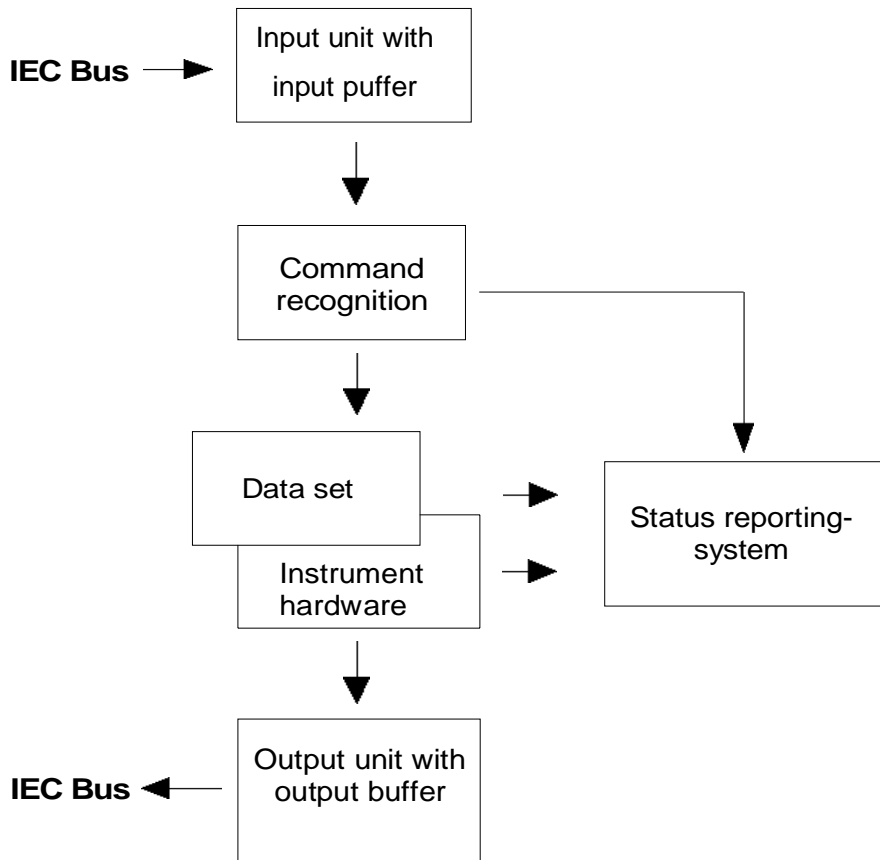 Input unit with
IEC Bus
input puffer
Command
recognition
Data set
Status reporting-
system
Instrument
hardware
Output unit with
IEC Bus
output buffer